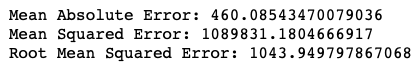 Mean Absolute Error: 460.08543470079036
Mean Squared Error: 1089831.1804666917
Root Mean Squared Error: 1043.949797867068